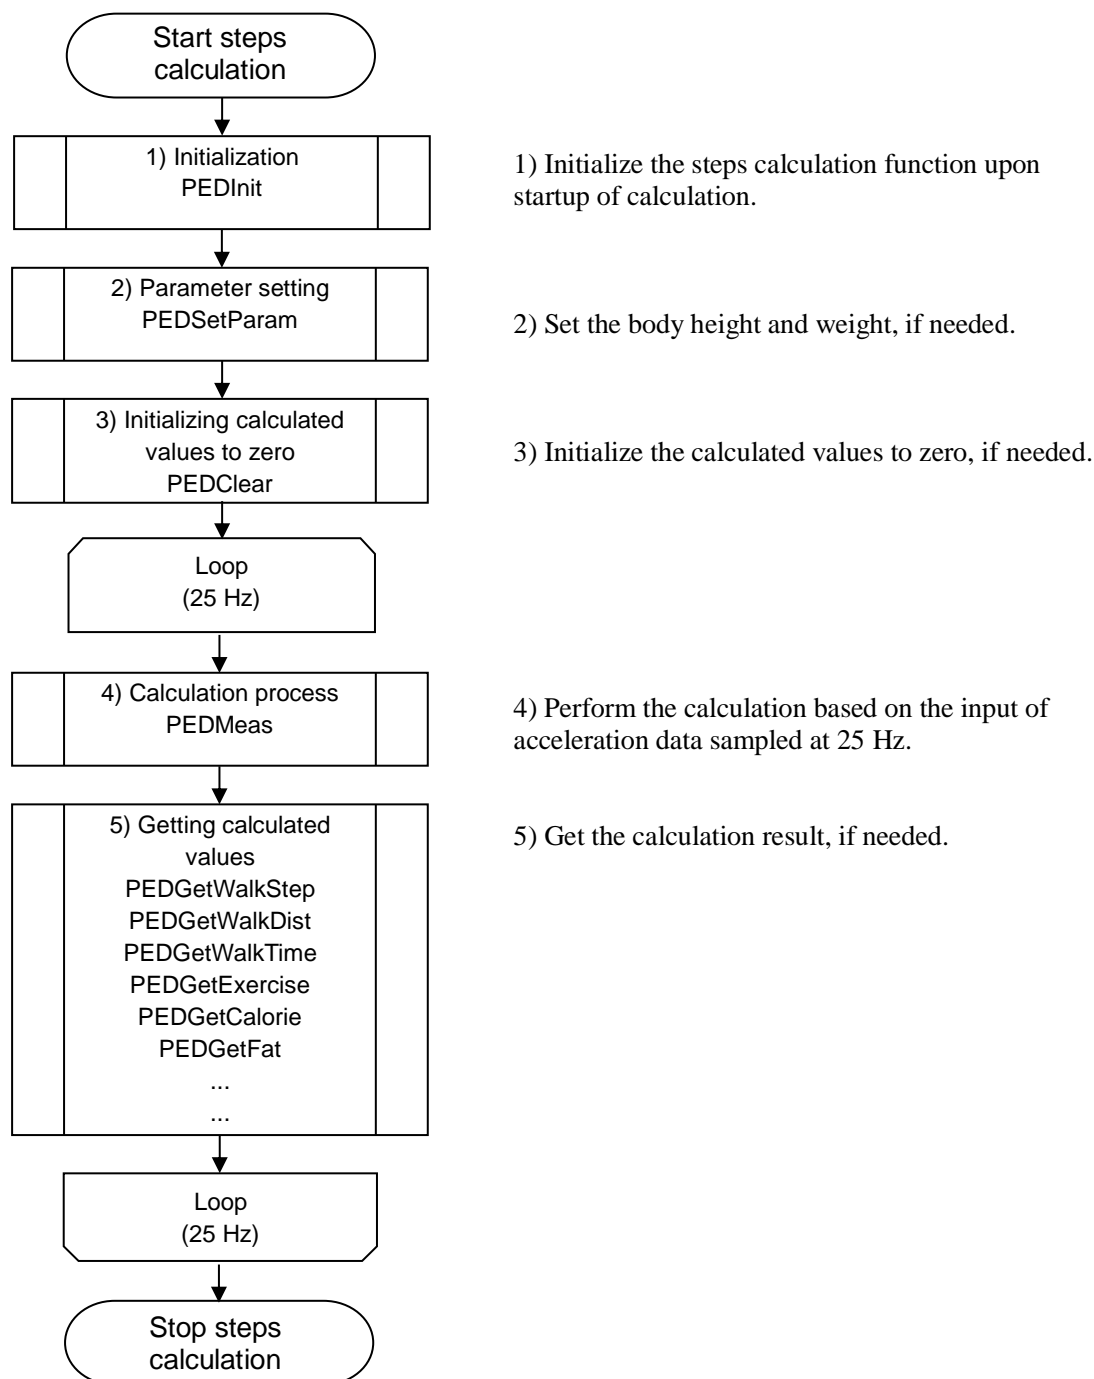 Start steps
calculation
1) Initialization
PEDInit
1) Initialize the steps calculation function upon
startup of calculation.
2) Parameter setting
PEDSetParam
2) Set the body height and weight, if needed.
3) Initializing calculated
values to zero
PEDClear
3) Initialize the calculated values to zero, if needed.
Loop
(25 Hz)
4) Calculation process
PEDMeas
4) Perform the calculation based on the input of
acceleration data sampled at 25 Hz.
5) Getting calculated
values
PEDGetWalkStep
PEDGetWalkDist
PEDGetWalkTime
PEDGetExercise
PEDGetCalorie
PEDGetFat
...
...
5) Get the calculation result, if needed.
Loop
(25 Hz)
Stop steps
calculation